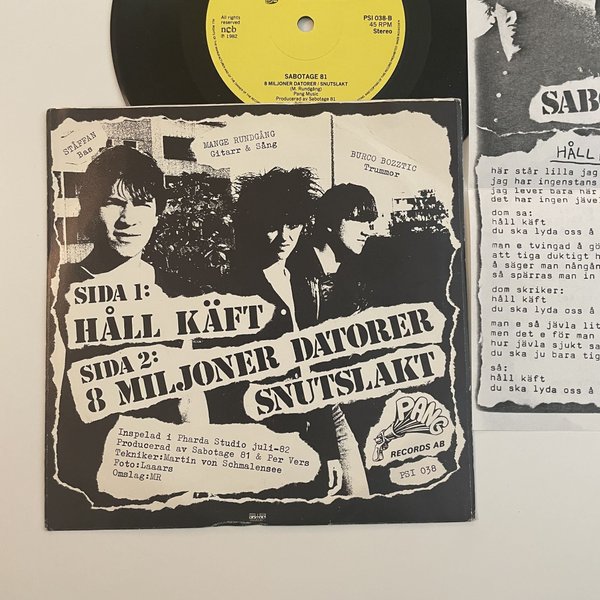 All rights
reserved
ncb
℗ 1982
PSI 038-B
45 RPM
Stereo
SABOTAGE 81
8 MILJONER DATORER / SNUTSLAKT
(M. Rundgång)
Pang Music
Producerad av Sabotage 81
STÅFFAN
Bas
MANGE RUNDGÅNG
Gitarr & Sång
BURCO BOZZTIC
Trummor
SIDA 1:
HÅLL KÄFT
SIDA 2:
8 MILJONER DATORER
SNUTSLAKT
Inspelad i Pharda Studio juli-82
Producerad av Sabotage 81 & Per Vers
Tekniker:Martin von Schmalensee
Foto:Laaars
Omslag:MR
PANG
RECORDS AB
PSI 038
SABO
HÅLL
här står lilla jag
jag har ingenstans
jag lever bara när
det har ingen jävel
dom sa:
håll käft
du ska lyda oss å
man e tvingad å gö
att tiga duktigt h
å säger man nångån
så spärras man in
dom skriker:
håll käft
du ska lyda oss å
man e så jävla lit
men det e för man
hur jävla sjukt sa
du ska ju bara tig
så:
håll käft
du ska lyda oss å